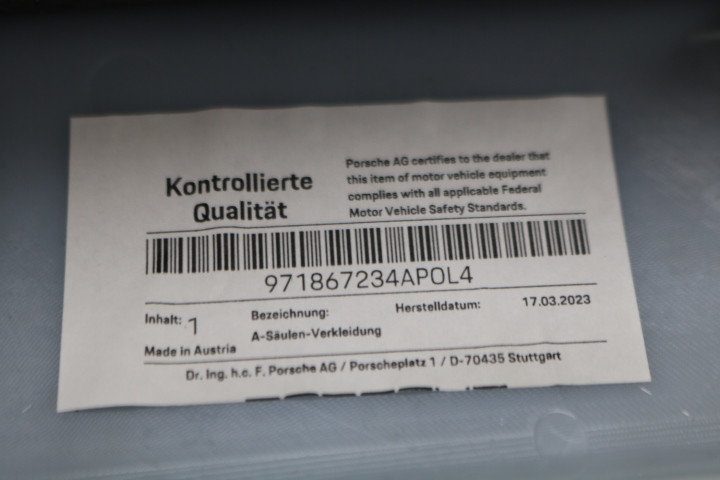 Kontrollierte
Qualität
Porsche AG certifies to the dealer that
this item of motor vehicle equipment
complies with all applicable Federal
Motor Vehicle Safety Standards.
971867234APOL4
Inhalt: 1
Bezeichnung:
A-Säulen-Verkleidung
Herstelldatum:
17.03.2023
Made in Austria
Dr. Ing. h.c. F. Porsche AG / Porscheplatz 1 / D-70435 Stuttgart